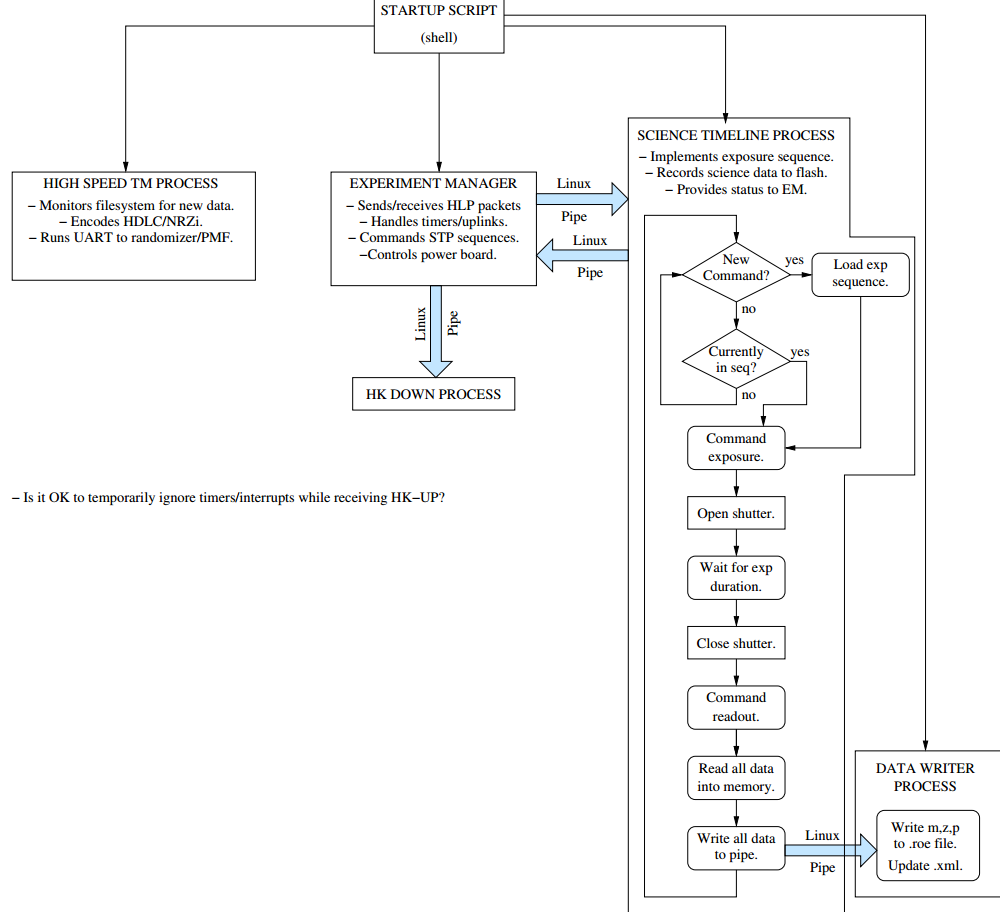 STARTUP SCRIPT
(shell)
HIGH SPEED TM PROCESS
– Monitors filesystem for new data.
– Encodes HDLC/NRZi.
– Runs UART to randomizer/PMF.
EXPERIMENT MANAGER
– Sends/receives HLP packets
– Handles timers/uplinks.
– Commands STP sequences.
–Controls power board.
Linux
Pipe
Linux
Pipe
Linux
Pipe
HK DOWN PROCESS
– Is it OK to temporarily ignore timers/interrupts while receiving HK–UP?
SCIENCE TIMELINE PROCESS
– Implements exposure sequence.
– Records science data to flash.
– Provides status to EM.
New
Command?
yes
Load exp
sequence.
no
Currently
in seq?
yes
no
Command
exposure.
Open shutter.
Wait for exp
duration.
Close shutter.
Command
readout.
Read all data
into memory.
Write all data
to pipe.
Linux
Pipe
DATA WRITER
PROCESS
Write m,z,p
to .roe file.
Update .xml.